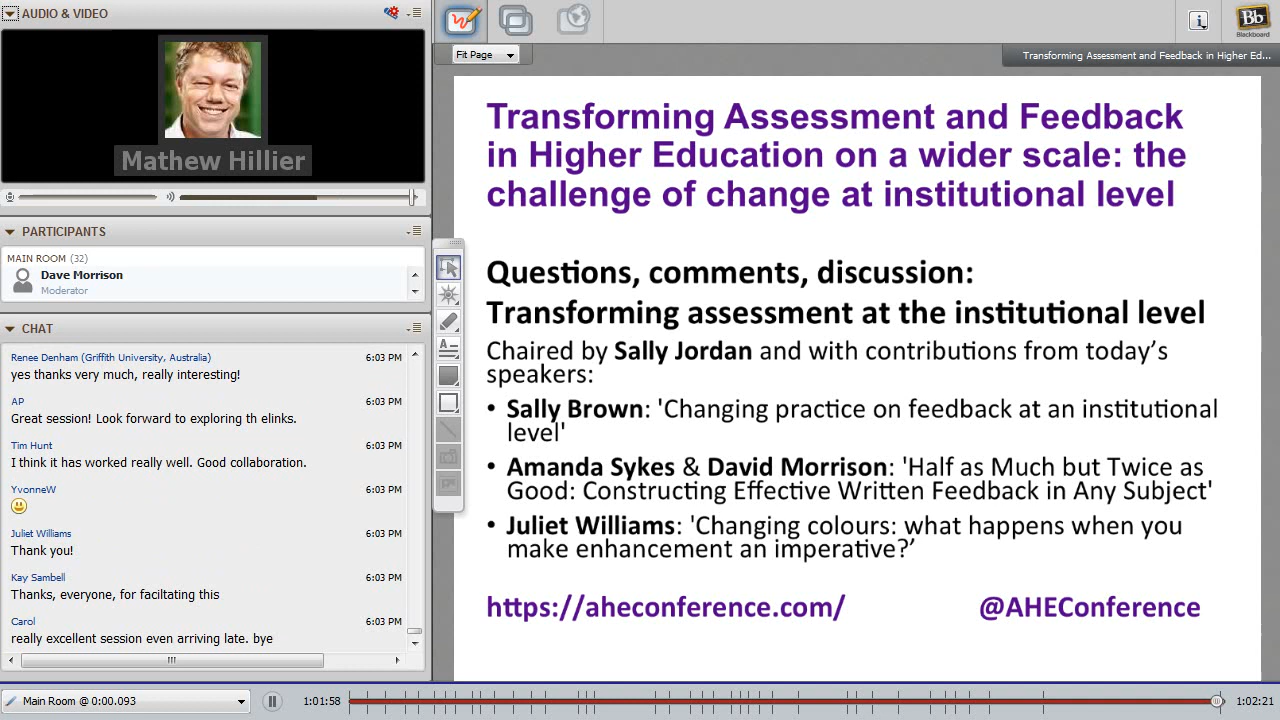 AUDIO & VIDEO
Mathew Hillier
PARTICIPANTS
MAIN ROOM (32)
Dave Morrison
Moderator
CHAT
Piree Denham (Griffith University, Australia) 6:03 PM
yes thanks very much, really interesting!
AP 6:03 PM
Great session! Look forward to exploring th elinks.
Tim Hunt 6:03 PM
I think it has worked really well. Good collaboration.
YvonneW 6:03 PM
Juliet Williams 6:03 PM
Thank you!
Kay Sambell 6:03 PM
Thanks, everyone, for faciltating this
Carol 6:03 PM
really excellent session even arriving late. bye
Main Room @ 0:00.093
1:01:58
1:02:21
Fit Page
Bb
Blackboard
Transforming Assessment and Feedback in Higher Ed...
Transforming Assessment and Feedback
in Higher Education on a wider scale: the
challenge of change at institutional level
Questions, comments, discussion:
Transforming assessment at the institutional level
Chaired by Sally Jordan and with contributions from today’s
speakers:
• Sally Brown: 'Changing practice on feedback at an institutional
level'
• Amanda Sykes & David Morrison: 'Half as Much but Twice as
Good: Constructing Effective Written Feedback in Any Subject'
• Juliet Williams: 'Changing colours: what happens when you
make enhancement an imperative?’
https://aheconference.com/ @AHEConference